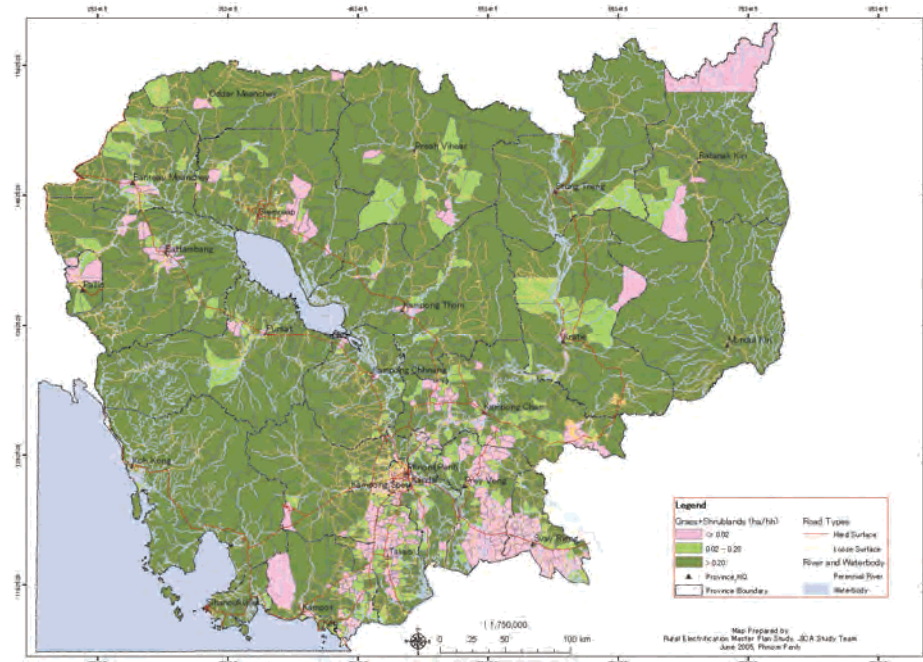 Oddar Meanchey
Preah Vihear
Ratanak Kiri
Banteay Meanchey
Stung Treng
Siemreap
Battambang
Pailin
Kampong Thom
Pursat
Kratie
Mondul Kiri
Kampong Chhnang
Kampong Cham
Koh Kong
Phnom Penh
Kandal
Kampong Speu
Prey Veng
Svay Rieng
Takeo
Kampot
Legend
Grass+Shrublands (ha/hh)
<= 0.02
0.02 - 0.20
> 0.20
Province_HQ
Province Boundary
Road Types
Hard Surface
Loose Surface
River and Waterbody
Perennial River
Waterbody
1:1,750,000
0 25 50 100 km
Map Prepared by
Rural Electrification Master Plan Study, JICA Study Team
June 2005, Phnom Penh